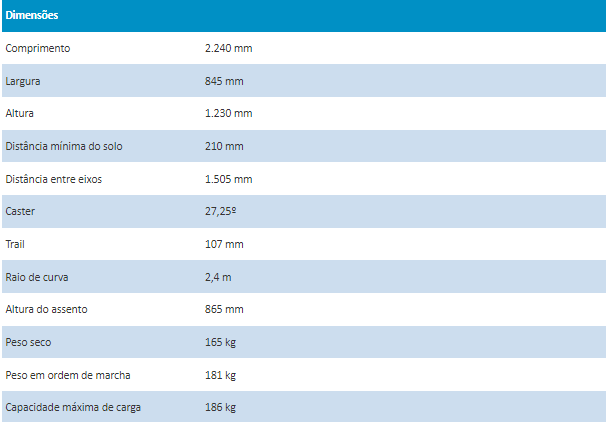 Dimensões
Comprimento 2.240 mm
Largura 845 mm
Altura 1.230 mm
Distância mínima do solo 210 mm
Distância entre eixos 1.505 mm
Caster 27,25º
Trail 107 mm
Raio de curva 2,4 m
Altura do assento 865 mm
Peso seco 165 kg
Peso em ordem de marcha 181 kg
Capacidade máxima de carga 186 kg